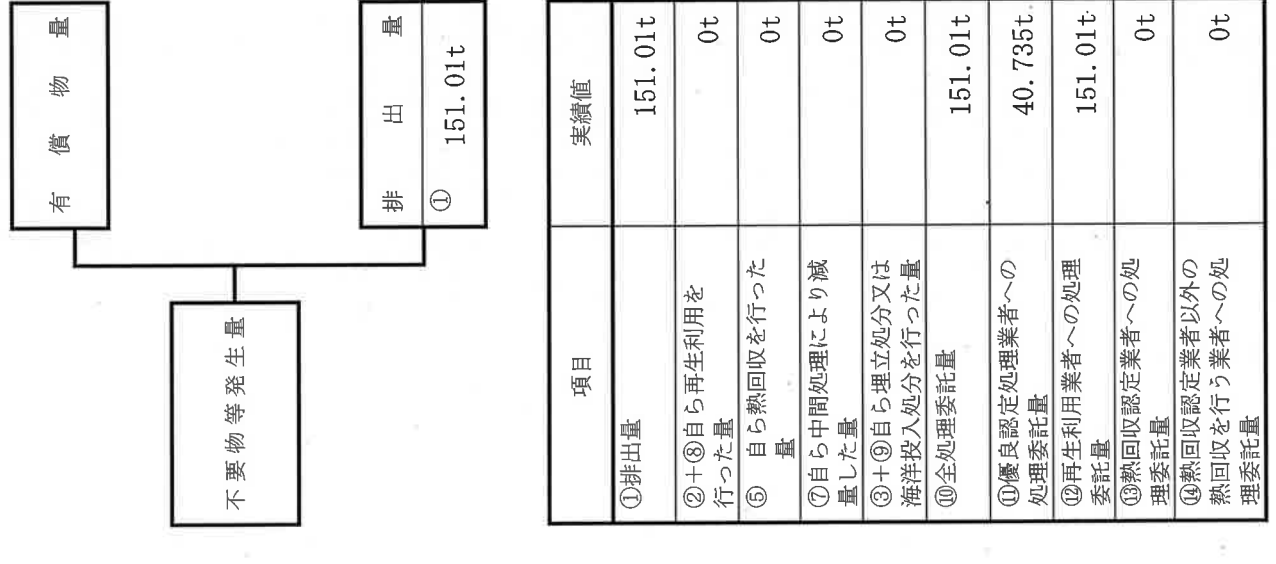 不要物等発生量
有償物量
排出量
① 151.01t
項目 実績値
①排出量 151.01t
②+⑧自ら再生利用を
行った量 0t
⑤ 自ら熱回収を行った
量 0t
⑦自ら中間処理により減
量した量 0t
③+⑨自ら埋立処分又は
海洋投入処分を行った量 0t
⑩全処理委託量 151.01t
⑪優良認定処理業者への
処理委託量 40.735t
⑫再生利用業者への処理
委託量 151.01t
⑬熱回収認定業者への処
理委託量 0t
⑭熱回収認定業者以外の
熱回収を行う業者への処
理委託量 0t